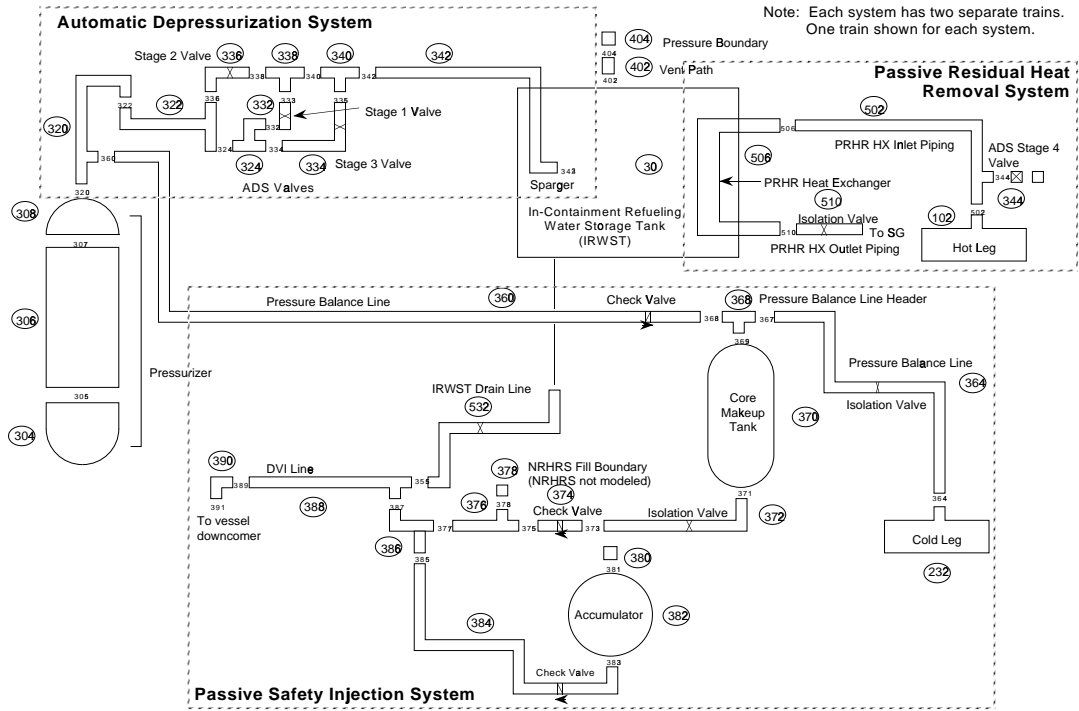 Automatic Depressurization System
Note: Each system has two separate trains.
One train shown for each system.
Stage 2 Valve
336
338
340
342
404
Pressure Boundary
404
402
Vent Path
402
Passive Residual Heat
Removal System
338
340
342
322
322
336
332
333
335
Stage 1 Valve
332
320
324
334
324
334
Stage 3 Valve
ADS Valves
360
320
343
Sparger
30
In-Containment Refueling
Water Storage Tank
(IRWST)
502
506
PRHR HX Inlet Piping
506
PRHR Heat Exchanger
510
Isolation Valve
510
To SG
PRHR HX Outlet Piping
ADS Stage 4
Valve
344
344
102
502
Hot Leg
308
307
306
Pressurizer
305
304
360
Pressure Balance Line
Check Valve
368
Pressure Balance Line Header
368
367
369
Pressure Balance Line
364
Isolation Valve
Core
Makeup
Tank
370
IRWST Drain Line
532
371
364
Cold Leg
232
390
389
391
DVI Line
388
355
387
To vessel
downcomer
378
NRHRS Fill Boundary
(NRHRS not modeled)
374
376
378
Check Valve
Isolation Valve
372
377
375
373
386
385
380
381
Accumulator
382
384
383
Check Valve
Passive Safety Injection System